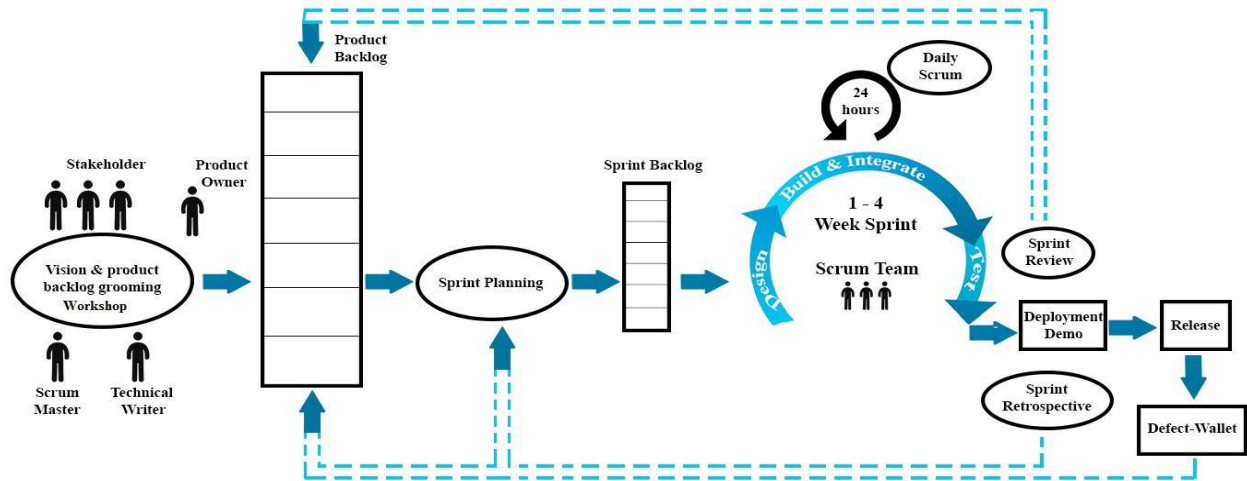 Product
Backlog
Daily
Scrum
24
hours
Stakeholder
Product
Owner
Sprint Backlog
Build & Integrate
1 - 4
Week Sprint
Vision & product
backlog grooming
Workshop
Sprint Planning
Design
Scrum Team
Test
Sprint
Review
Deployment
Demo
Release
Scrum
Master
Technical
Writer
Sprint
Retrospective
Defect-Wallet